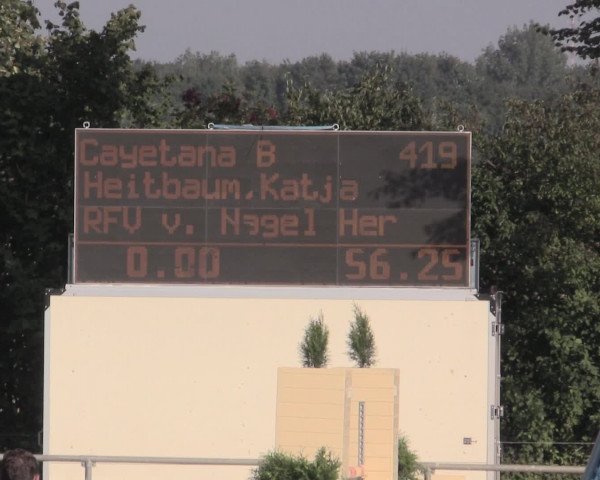 Cayetana B 419
Heitbaum.Katja
RFV v. Nagel Her
0.00 56.25